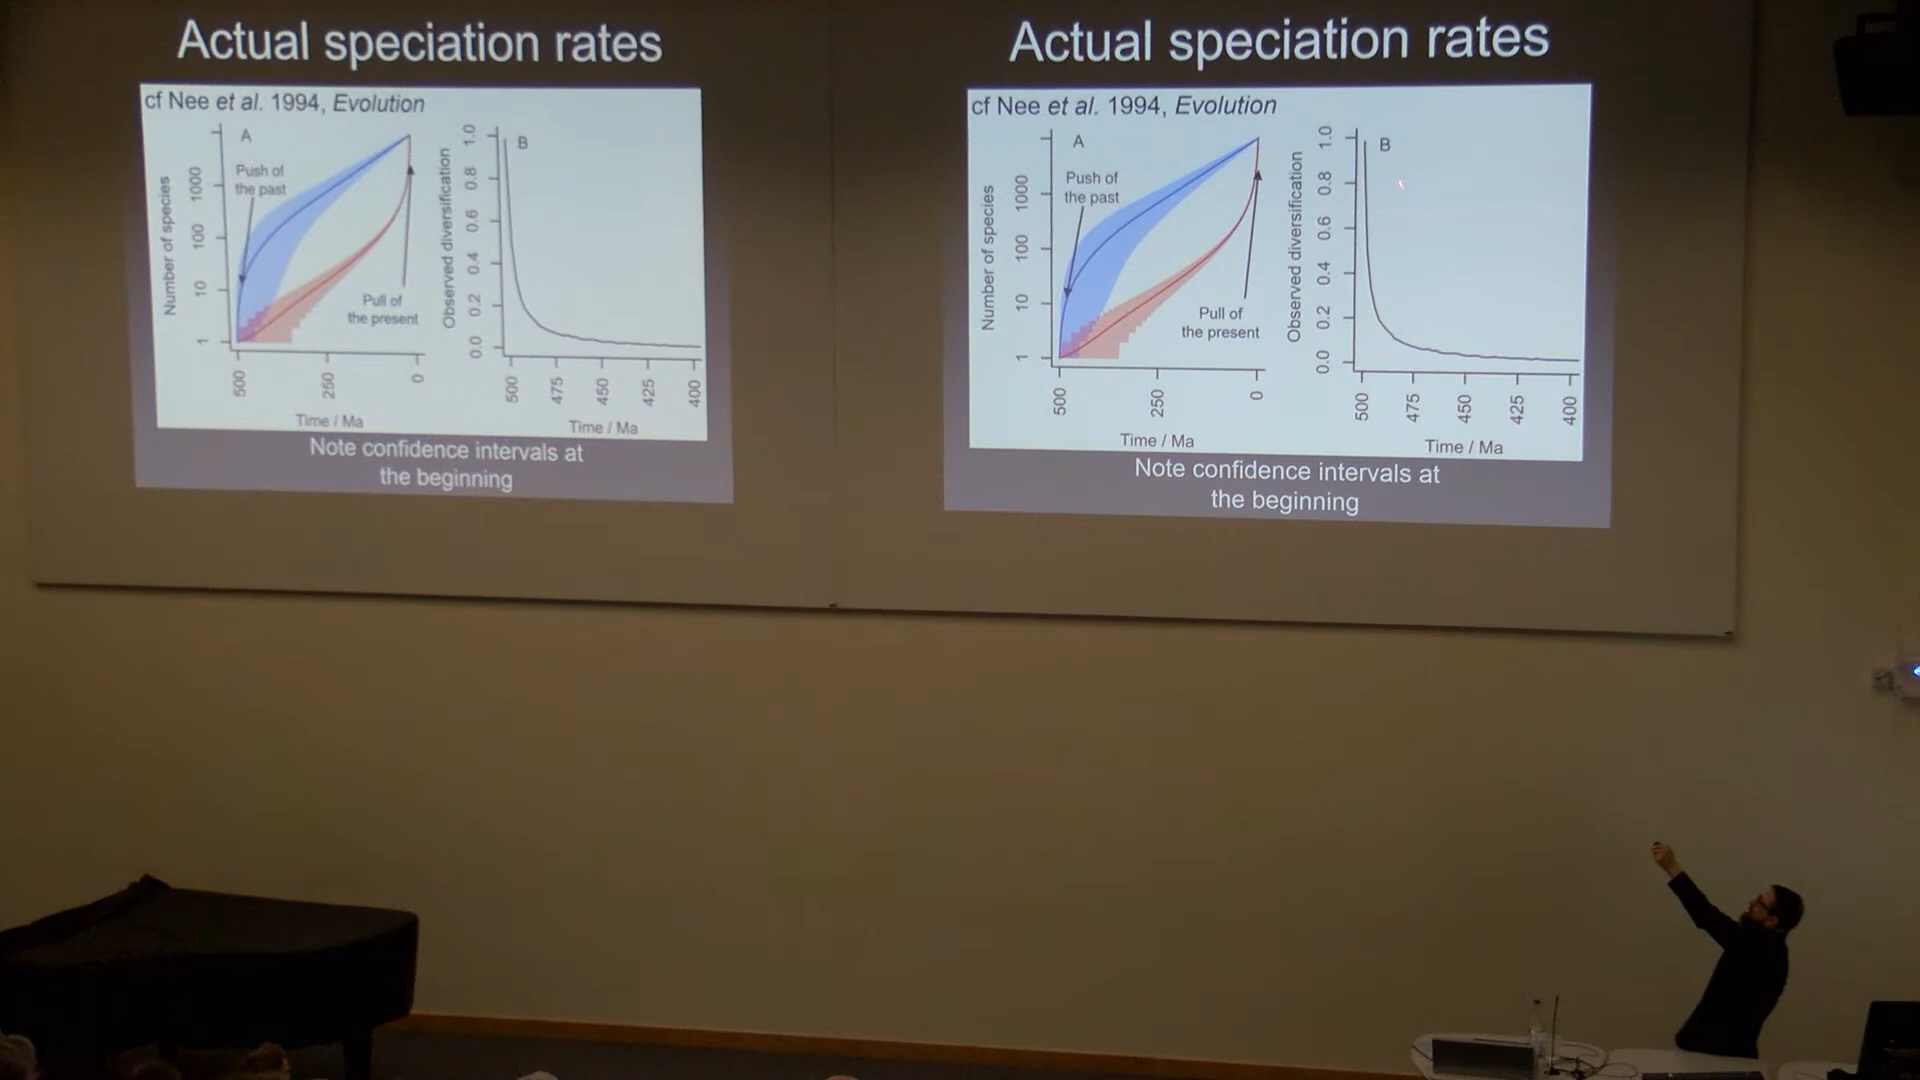 Actual speciation rates
cf Nee et al. 1994, Evolution
A
Push of
the past
Number of species
1000
100
10
1
Pull of
the present
500
250
0
Time / Ma
B
Observed diversification
1.0
0.8
0.6
0.4
0.2
0.0
500
475
450
425
400
Time / Ma
Note confidence intervals at
the beginning
Actual speciation rates
cf Nee et al. 1994, Evolution
A
Push of
the past
Number of species
1000
100
10
1
Pull of
the present
500
250
0
Time / Ma
B
Observed diversification
1.0
0.8
0.6
0.4
0.2
0.0
500
475
450
425
400
Time / Ma
Note confidence intervals at
the beginning